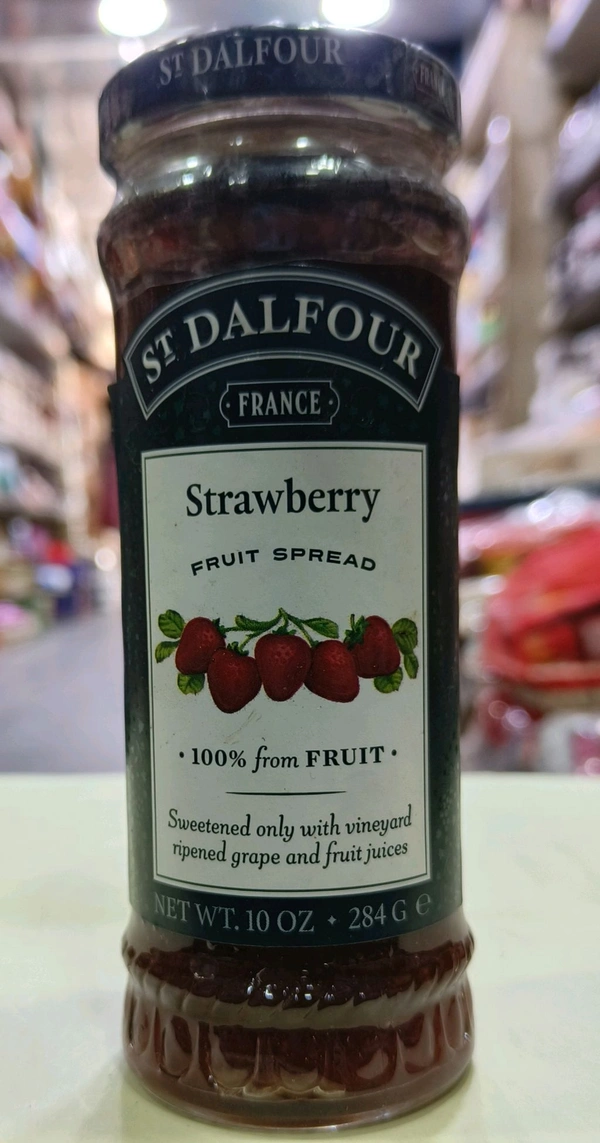 ST DALFOUR
ST DALFOUR
FRANCE
Strawberry
FRUIT SPREAD
• 100% from FRUIT •
Sweetened only with vineyard
ripened grape and fruit juices
NET WT. 10 OZ • 284 G ℮